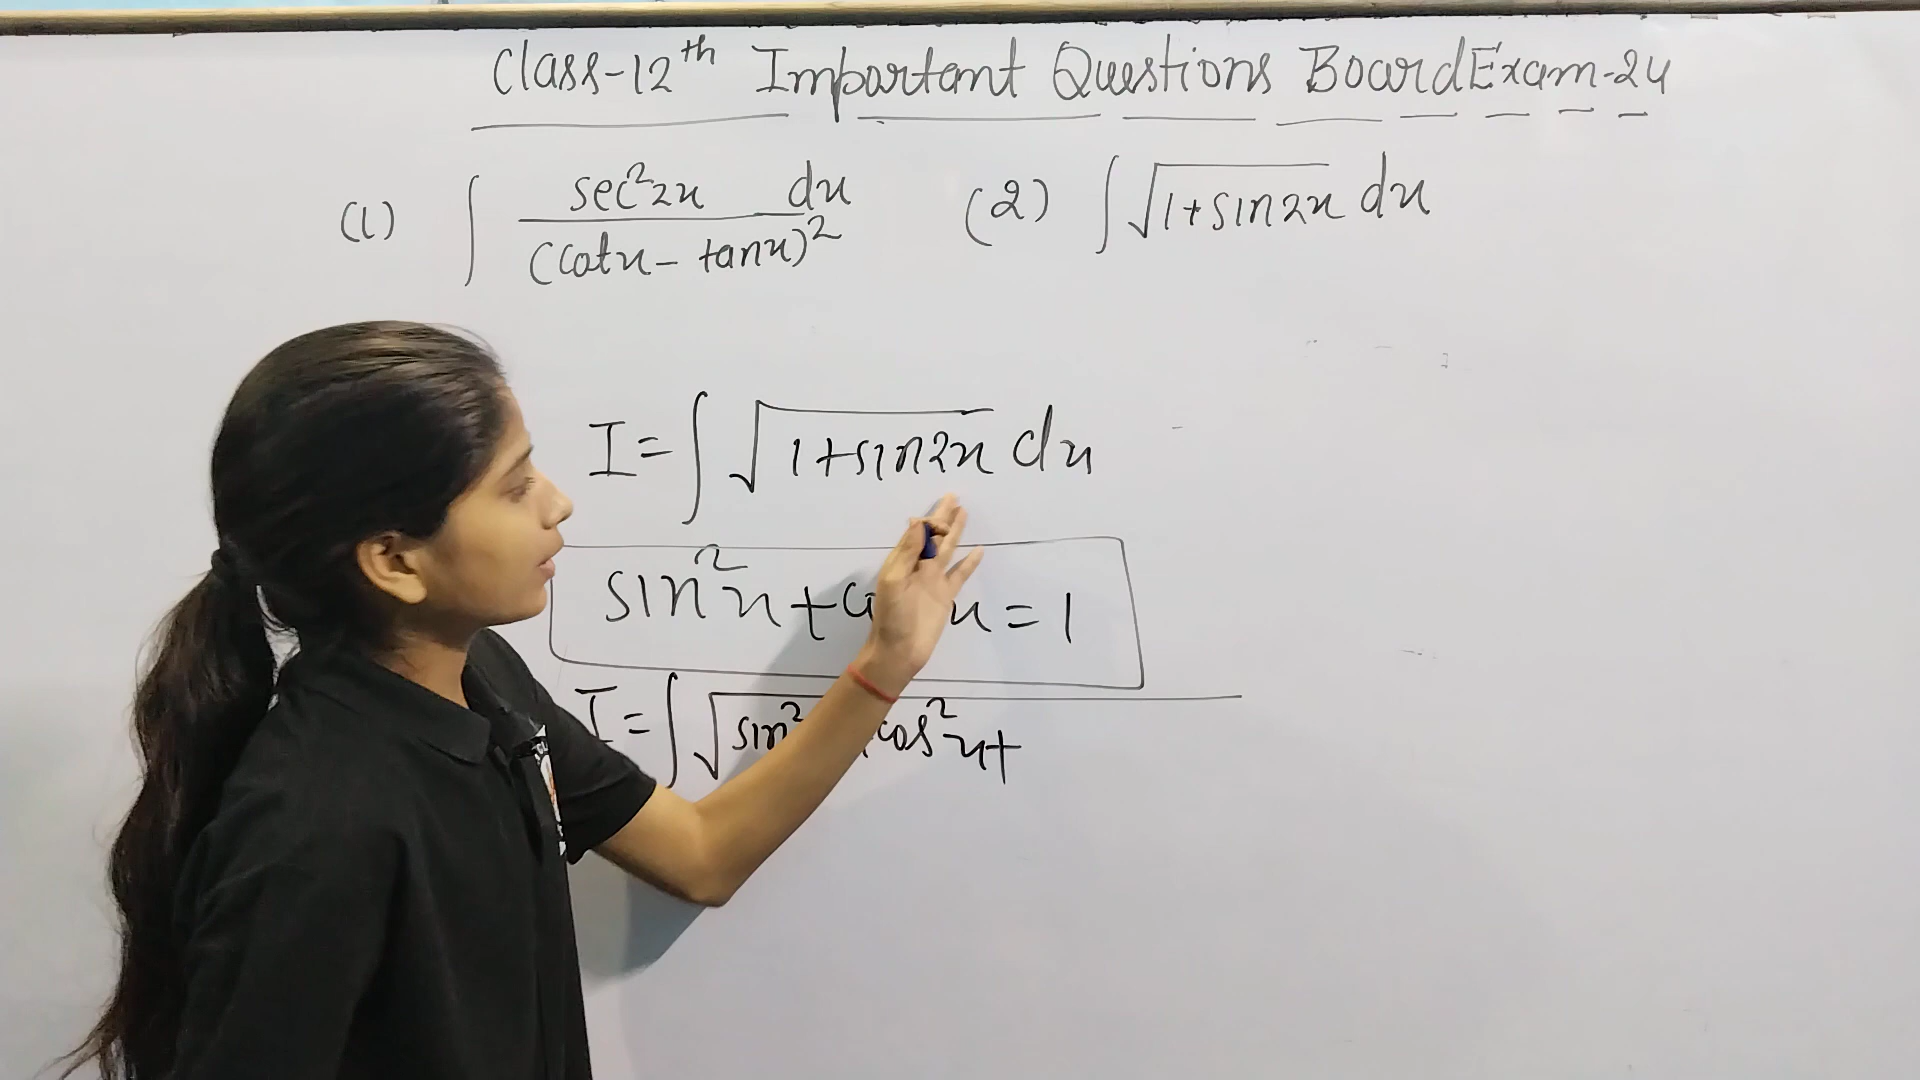 Class-12th Important Questions Board Exam-24
(1) ∫ sec²2x dx / (cotx - tanx)² (2) ∫ √1+sin2x dx
I = ∫ √1+sin2x dx
sin²x + x = 1
I = ∫ √sin² cos²x +